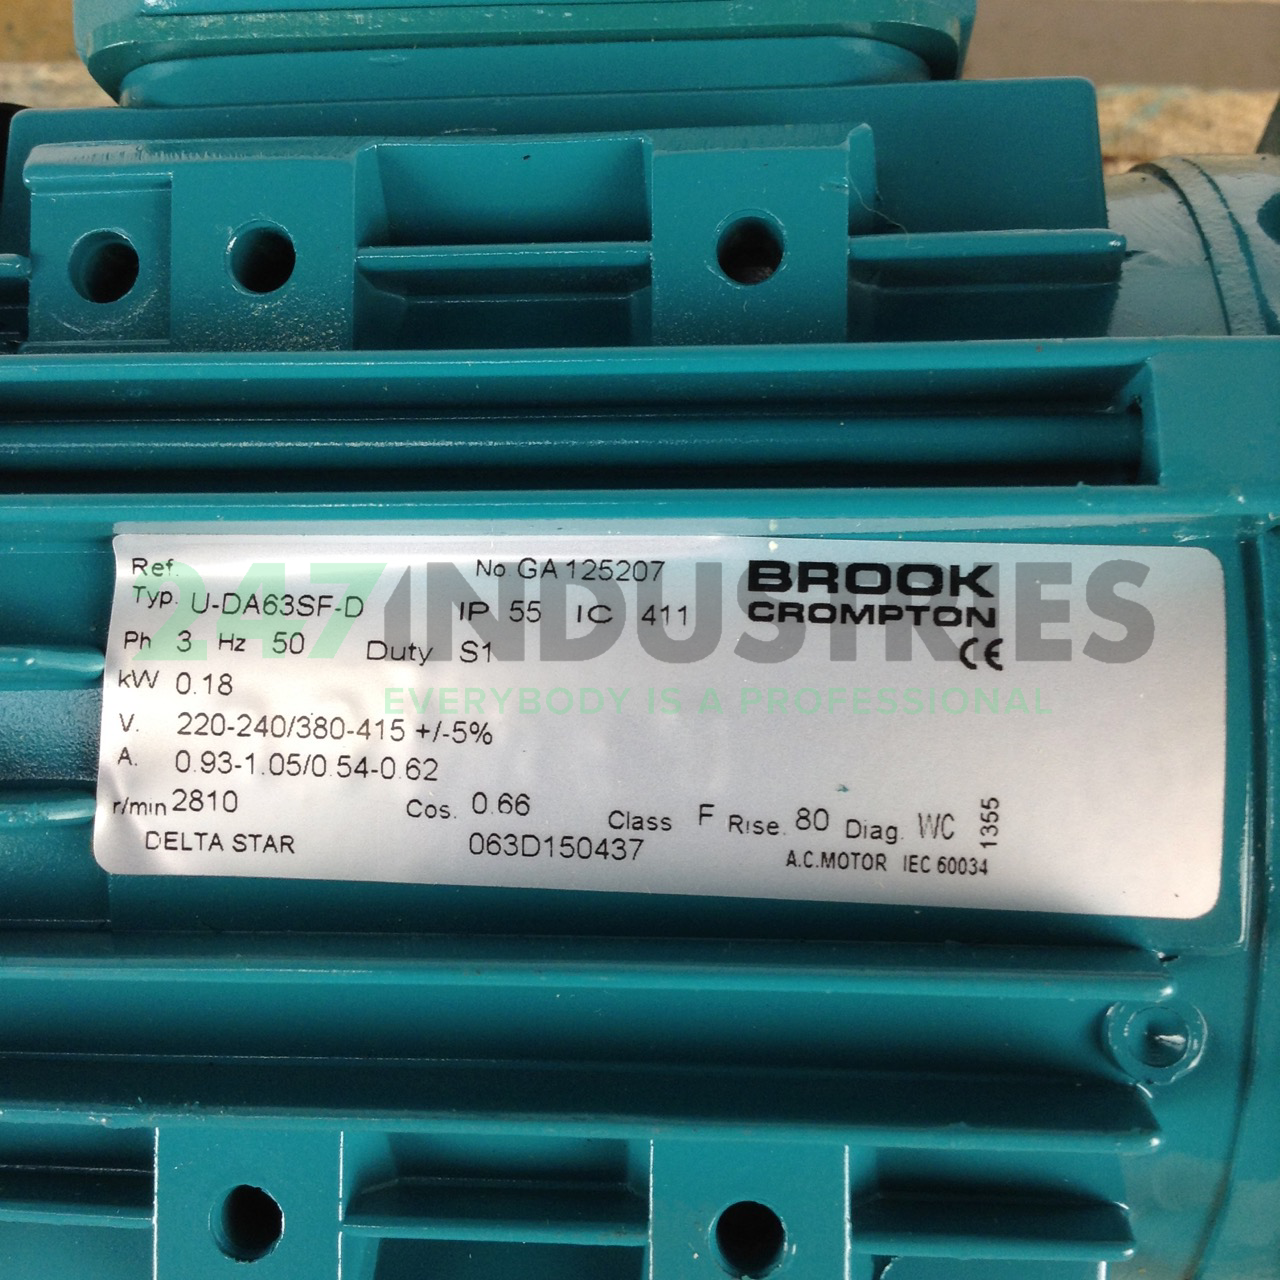 Ref. No GA125207
BROOK
CROMPTON
Typ. U-DA63SF-D IP 55 IC 411
Ph 3 Hz 50 Duty S1
CE
kW 0.18
V. 220-240/380-415 +/-5%
A. 0.93-1.05/0.54-0.62
r/min 2810 Cos. 0.66 Class F Rise. 80 Diag. WC
1355
DELTA STAR 063D150437 A.C.MOTOR IEC 60034
247INDUSTRIES
EVERYBODY IS A PROFESSIONAL